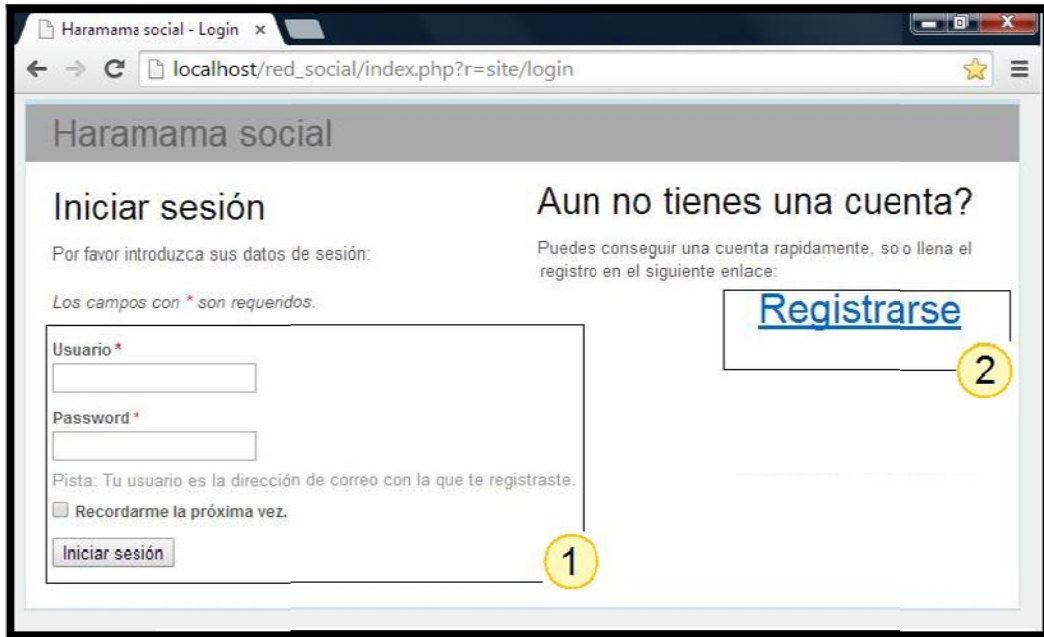 Haramama social - Login
localhost/red_social/index.php?r=site/login
Haramama social
Iniciar sesión
Por favor introduzca sus datos de sesión:
Los campos con * son requeridos.
Usuario *
Password *
Pista: Tu usuario es la dirección de correo con la que te registraste.
Recordarme la próxima vez.
Iniciar sesión
1
Aun no tienes una cuenta?
Puedes conseguir una cuenta rapidamente, solo llena el
registro en el siguiente enlace:
Registrarse
2